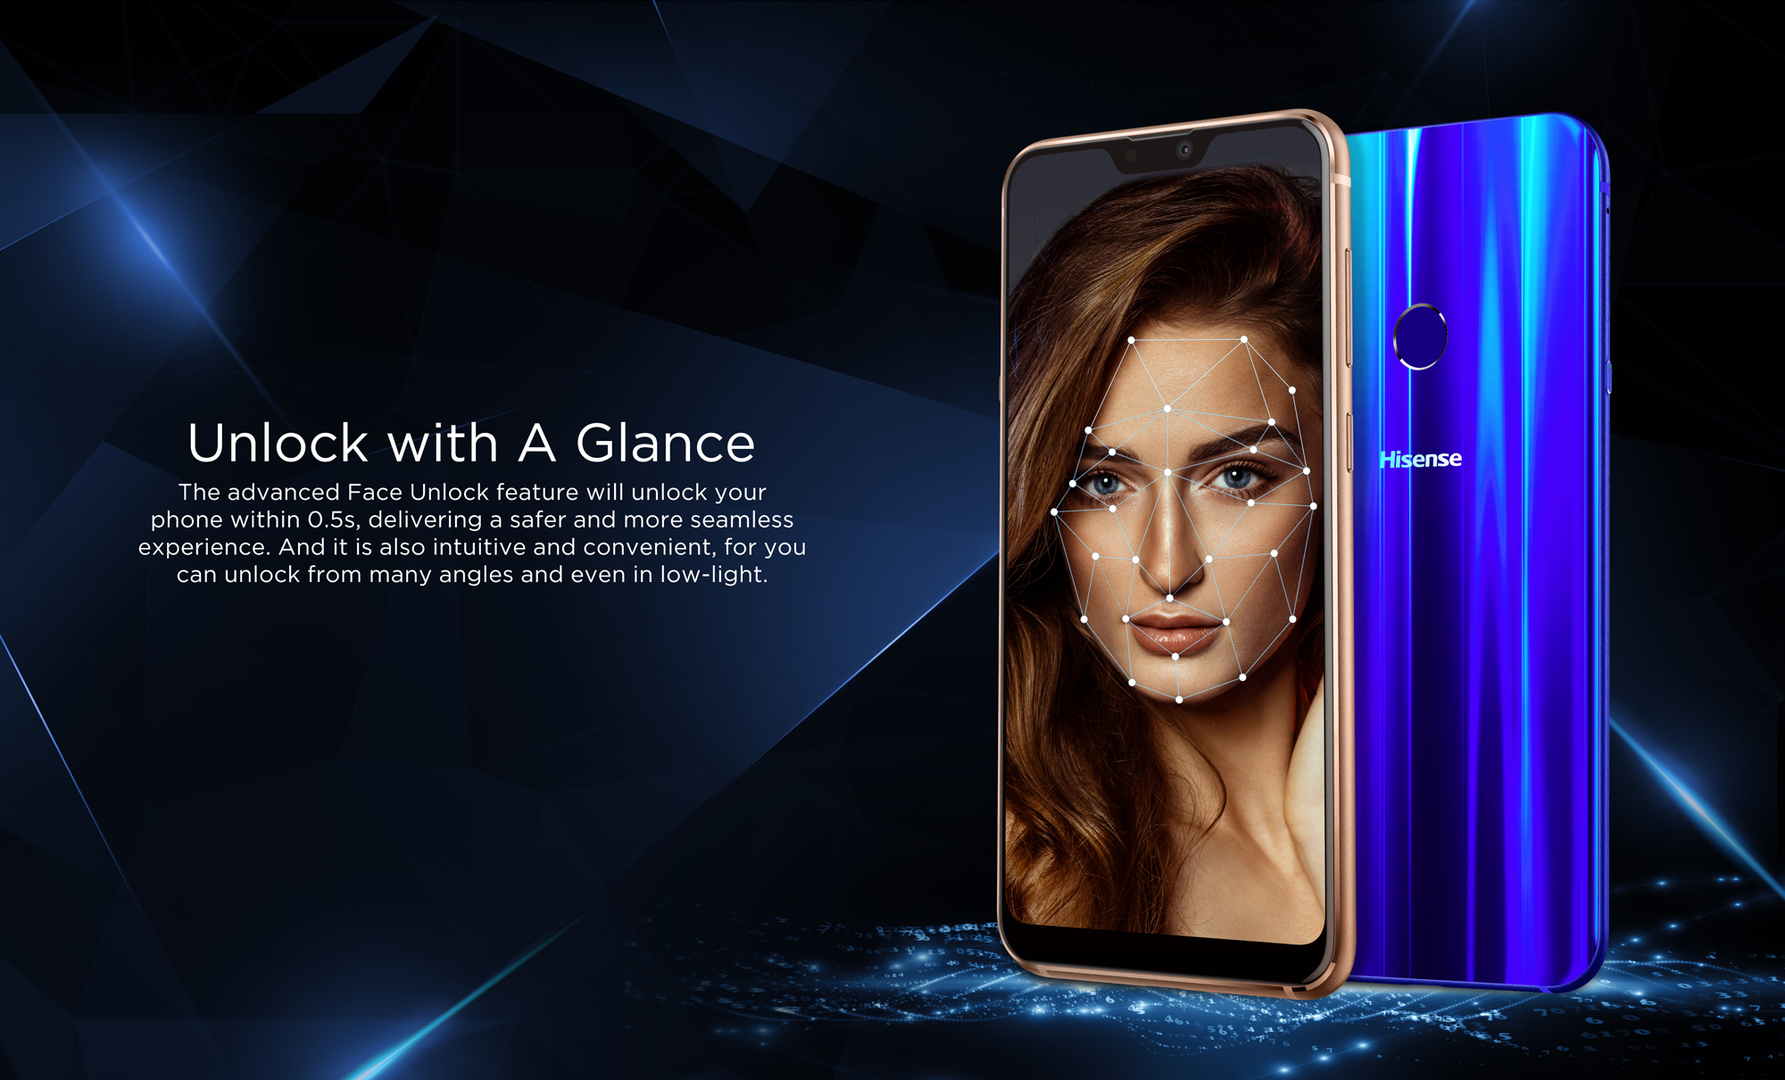 Unlock with A Glance
The advanced Face Unlock feature will unlock your
phone within 0.5s, delivering a safer and more seamless
experience. And it is also intuitive and convenient, for you
can unlock from many angles and even in low-light.
Hisense